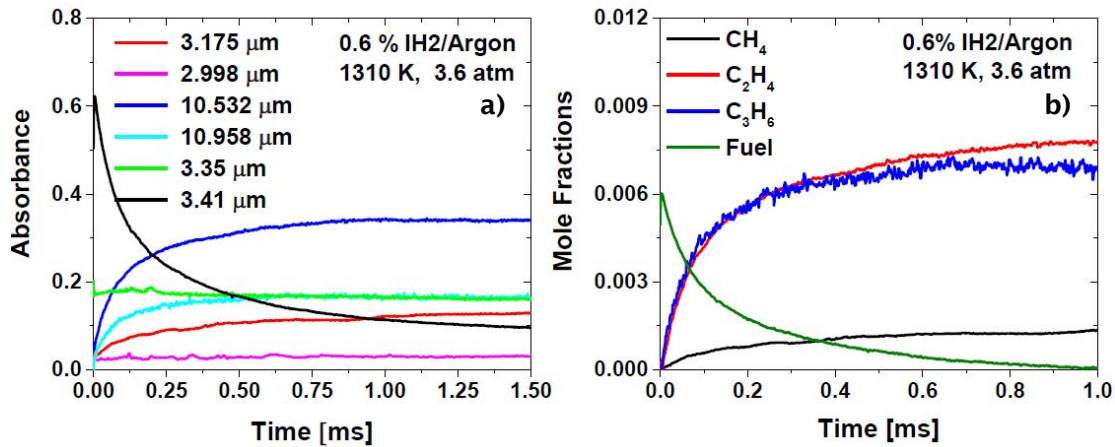 0.8
0.6
0.4
0.2
0.0
Absorbance
3.175 μm
2.998 μm
10.532 μm
10.958 μm
3.35 μm
3.41 μm
0.6 % IH2/Argon
1310 K, 3.6 atm
a)
0.00 0.25 0.50 0.75 1.00 1.25 1.50
Time [ms]
0.012
0.009
0.006
0.003
0.000
Mole Fractions
CH₄
C₂H₄
C₃H₆
Fuel
0.6% IH2/Argon
1310 K, 3.6 atm
b)
0.0 0.2 0.4 0.6 0.8 1.0
Time [ms]